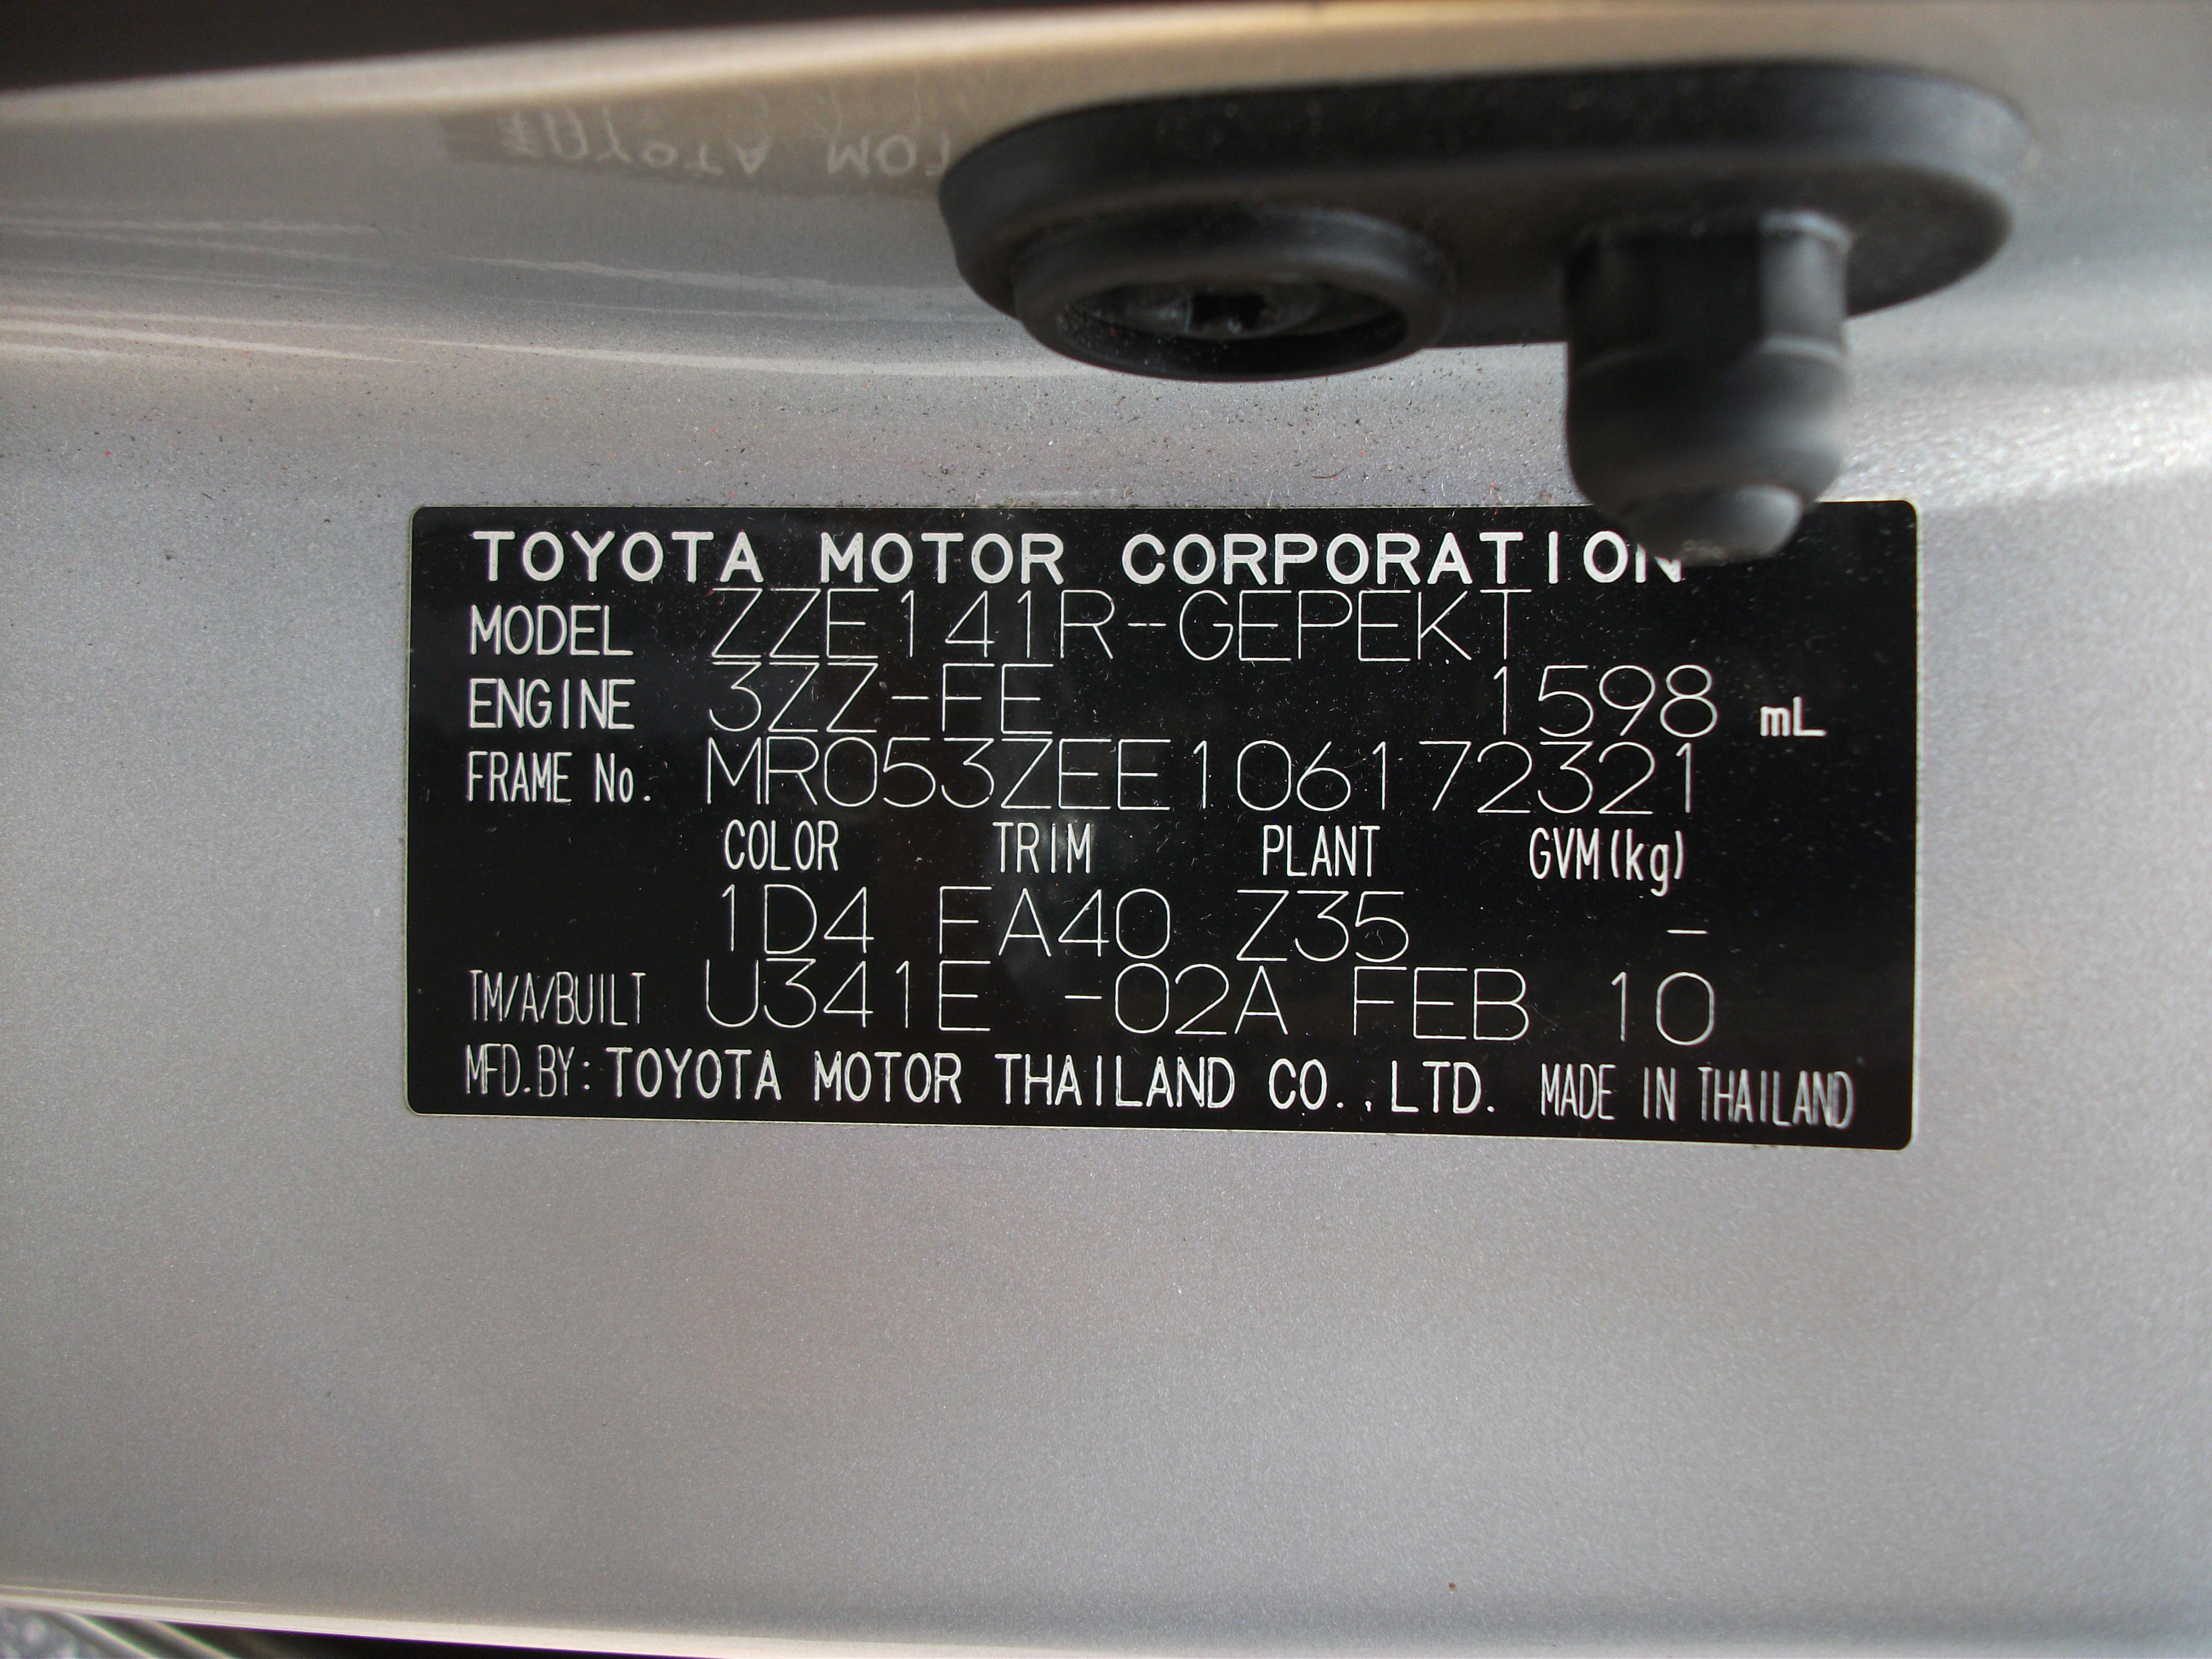 TOYOTA MOTOR CORPORATION
MODEL ZZE141R-GEPEKT
ENGINE 3ZZ-FE 1598 mL
FRAME No. MR053ZEE106172321
COLOR TRIM PLANT GVM(kg)
1D4 FA40 Z35 -
TM/A/BUILT U341E -02A FEB 10
MFD.BY: TOYOTA MOTOR THAILAND CO.,LTD. MADE IN THAILAND